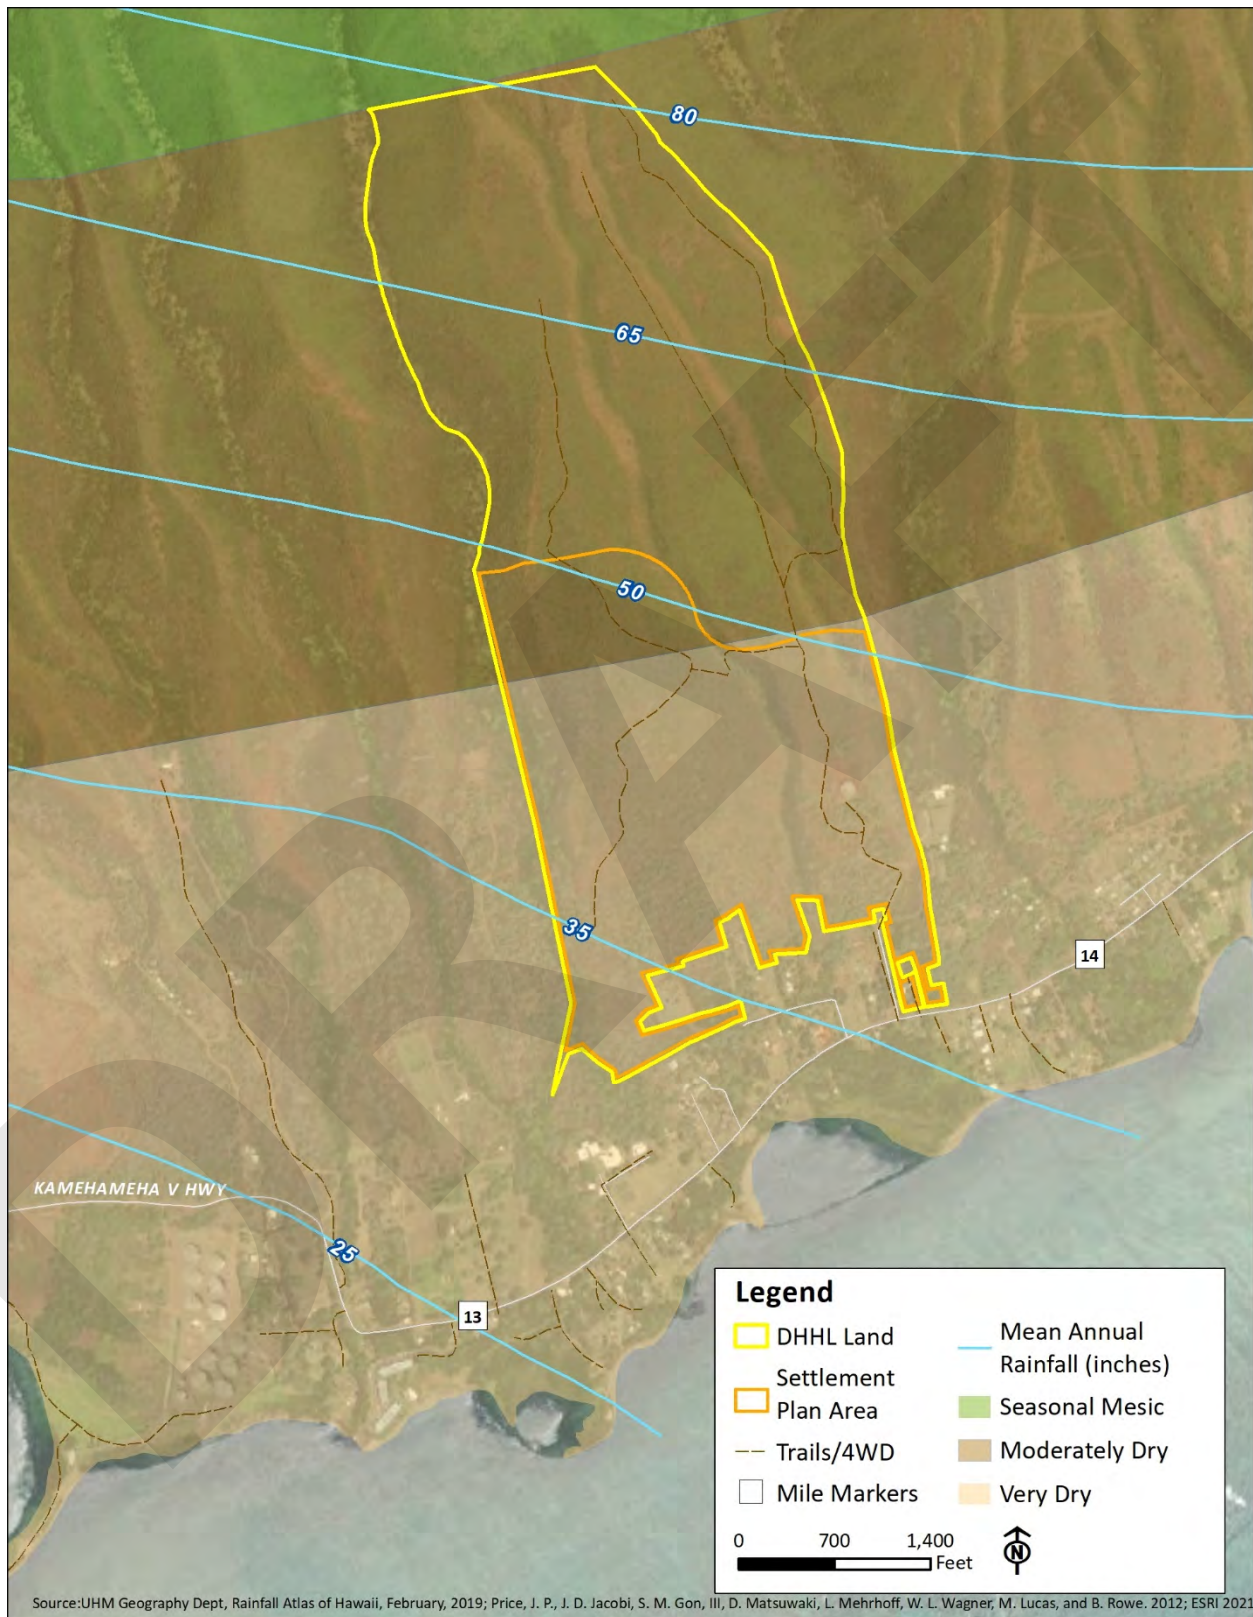 80
65
50
35
14
KAMEHAMEHA V HWY
25
13
DRAFT
Legend
DHHL Land
Settlement
Plan Area
Trails/4WD
Mile Markers
Mean Annual
Rainfall (inches)
Seasonal Mesic
Moderately Dry
Very Dry
0 700 1,400
Feet
N
Source:UHM Geography Dept, Rainfall Atlas of Hawaii, February, 2019; Price, J. P., J. D. Jacobi, S. M. Gon, III, D. Matsuwaki, L. Mehrhoff, W. L. Wagner, M. Lucas, and B. Rowe. 2012; ESRI 2021